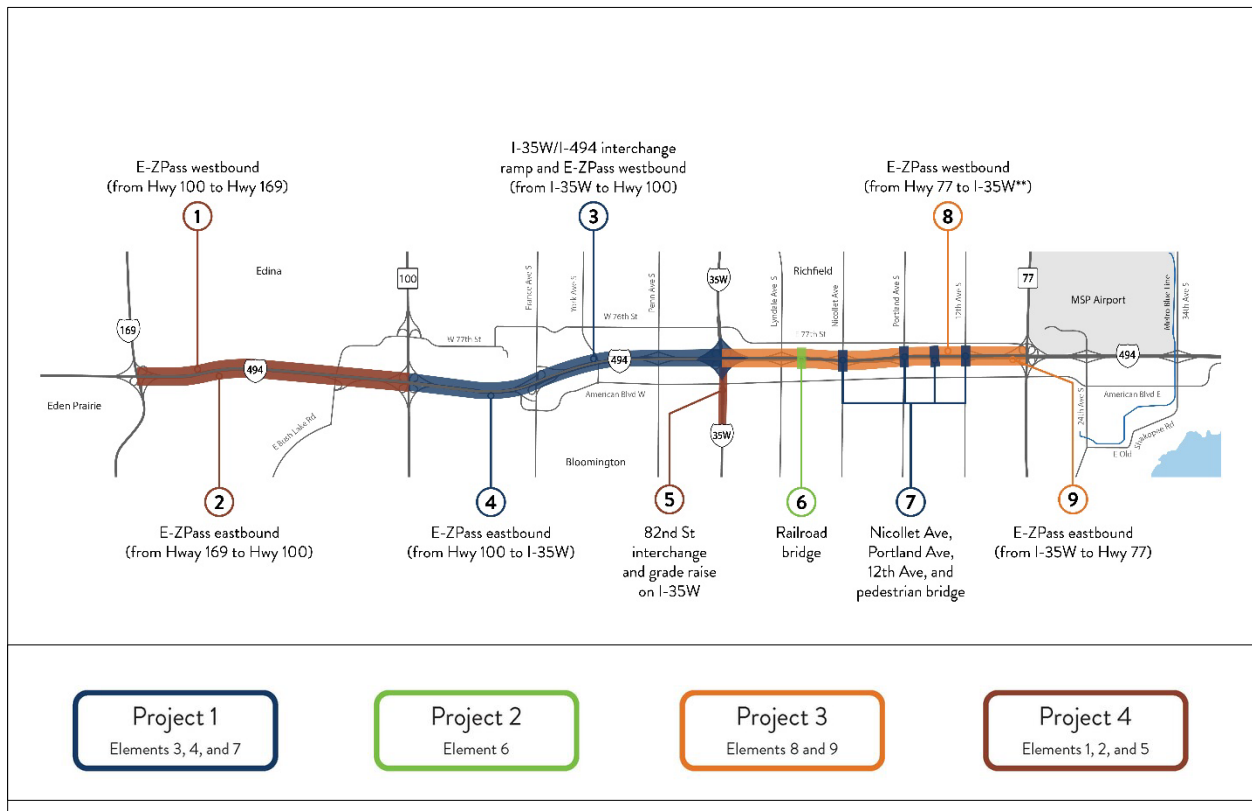 E-ZPass westbound
(from Hwy 100 to Hwy 169)
1
I-35W/I-494 interchange
ramp and E-ZPass westbound
(from I-35W to Hwy 100)
3
E-ZPass westbound
(from Hwy 77 to I-35W**)
8
Edina
Richfield
MSP Airport
Eden Prairie
Bloomington
169
100
35W
77
494
494
494
35W
France Ave S
York Ave S
Penn Ave S
Lyndale Ave S
Nicollet Ave
Portland Ave S
12th Ave S
Metro Blue Line
34th Ave S
W 76th St
W 77th St
E 77th St
American Blvd W
American Blvd E
E Bush Lake Rd
24th Ave S
E Old
Shakopee Rd
2
E-ZPass eastbound
(from Hway 169 to Hwy 100)
4
E-ZPass eastbound
(from Hwy 100 to I-35W)
5
82nd St
interchange
and grade raise
on I-35W
6
Railroad
bridge
7
Nicollet Ave,
Portland Ave,
12th Ave, and
pedestrian bridge
9
E-ZPass eastbound
(from I-35W to Hwy 77)
Project 1
Elements 3, 4, and 7
Project 2
Element 6
Project 3
Elements 8 and 9
Project 4
Elements 1, 2, and 5